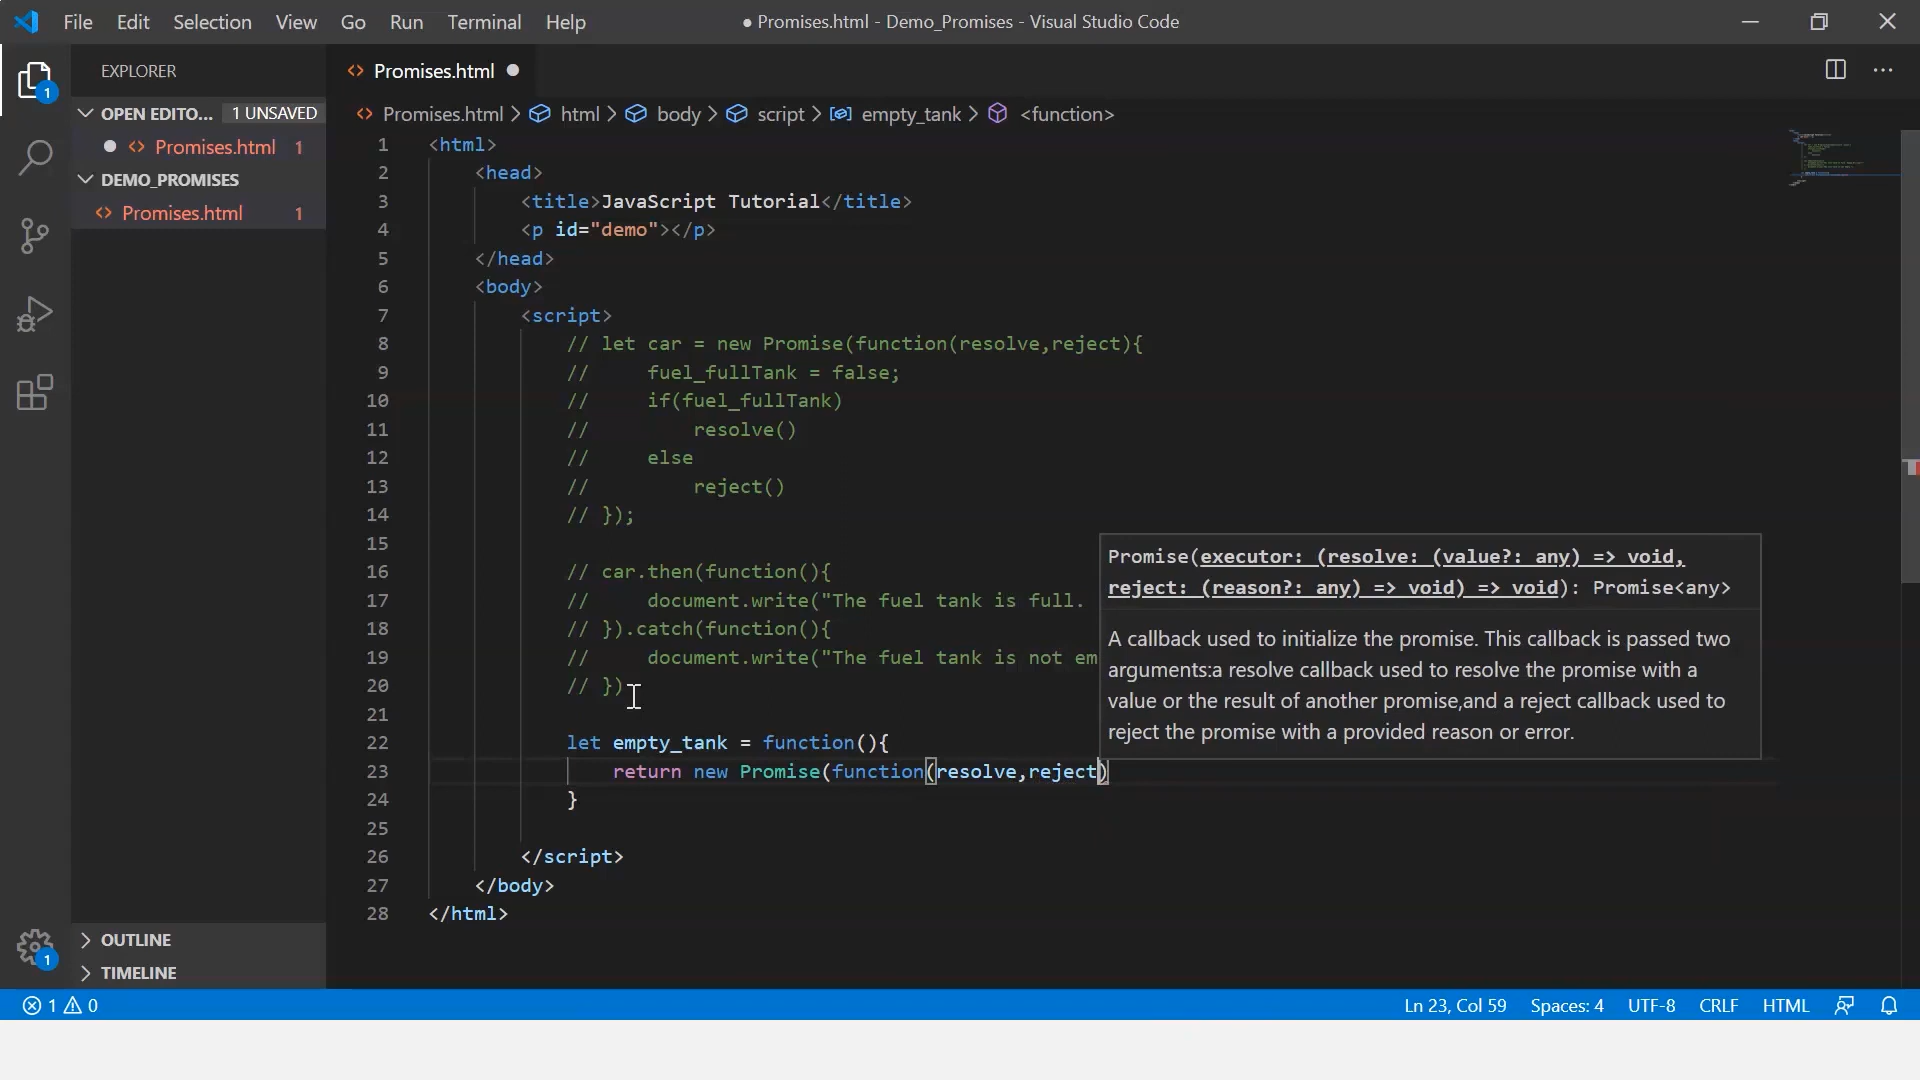 File Edit Selection View Go Run Terminal Help
● Promises.html - Demo_Promises - Visual Studio Code
EXPLORER
OPEN EDITO... 1 UNSAVED
Promises.html 1
DEMO_PROMISES
Promises.html 1
OUTLINE
TIMELINE
Promises.html
Promises.html > html > body > script > empty_tank > <function>
1 <html>
2 <head>
3 <title>JavaScript Tutorial</title>
4 <p id="demo"></p>
5 </head>
6 <body>
7 <script>
8 // let car = new Promise(function(resolve,reject){
9 //     fuel_fullTank = false;
10 //     if(fuel_fullTank)
11 //         resolve()
12 //     else
13 //         reject()
14 // });
15
16 // car.then(function(){
17 //     document.write("The fuel tank is full.
18 // }).catch(function(){
19 //     document.write("The fuel tank is not em
20 // })
21
22 let empty_tank = function(){
23 return new Promise(function(resolve,reject)
24 }
25
26 </script>
27 </body>
28 </html>
Promise(executor: (resolve: (value?: any) => void,
reject: (reason?: any) => void) => void): Promise<any>
A callback used to initialize the promise. This callback is passed two
arguments:a resolve callback used to resolve the promise with a
value or the result of another promise,and a reject callback used to
reject the promise with a provided reason or error.
1
1
1 0
Ln 23, Col 59 Spaces: 4 UTF-8 CRLF HTML